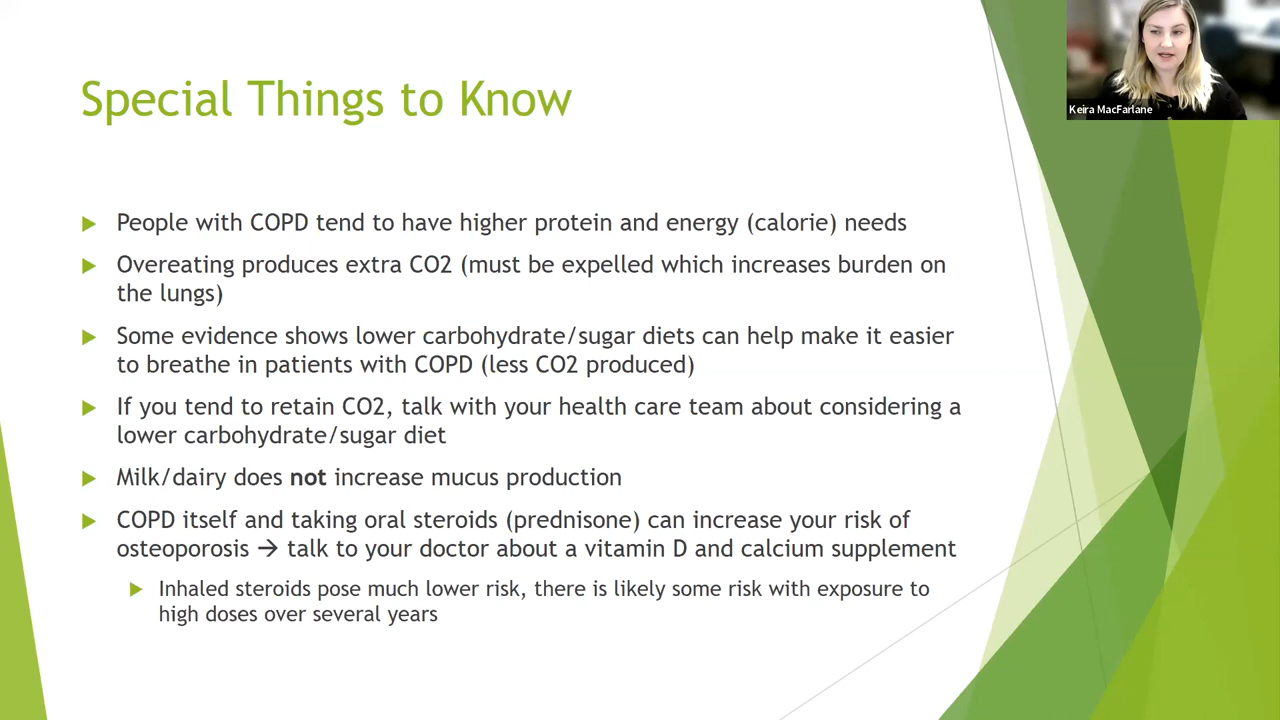 Special Things to Know
Keira MacFarlane
People with COPD tend to have higher protein and energy (calorie) needs
Overeating produces extra CO2 (must be expelled which increases burden on
the lungs)
Some evidence shows lower carbohydrate/sugar diets can help make it easier
to breathe in patients with COPD (less CO2 produced)
If you tend to retain CO2, talk with your health care team about considering a
lower carbohydrate/sugar diet
Milk/dairy does not increase mucus production
COPD itself and taking oral steroids (prednisone) can increase your risk of
osteoporosis → talk to your doctor about a vitamin D and calcium supplement
Inhaled steroids pose much lower risk, there is likely some risk with exposure to
high doses over several years